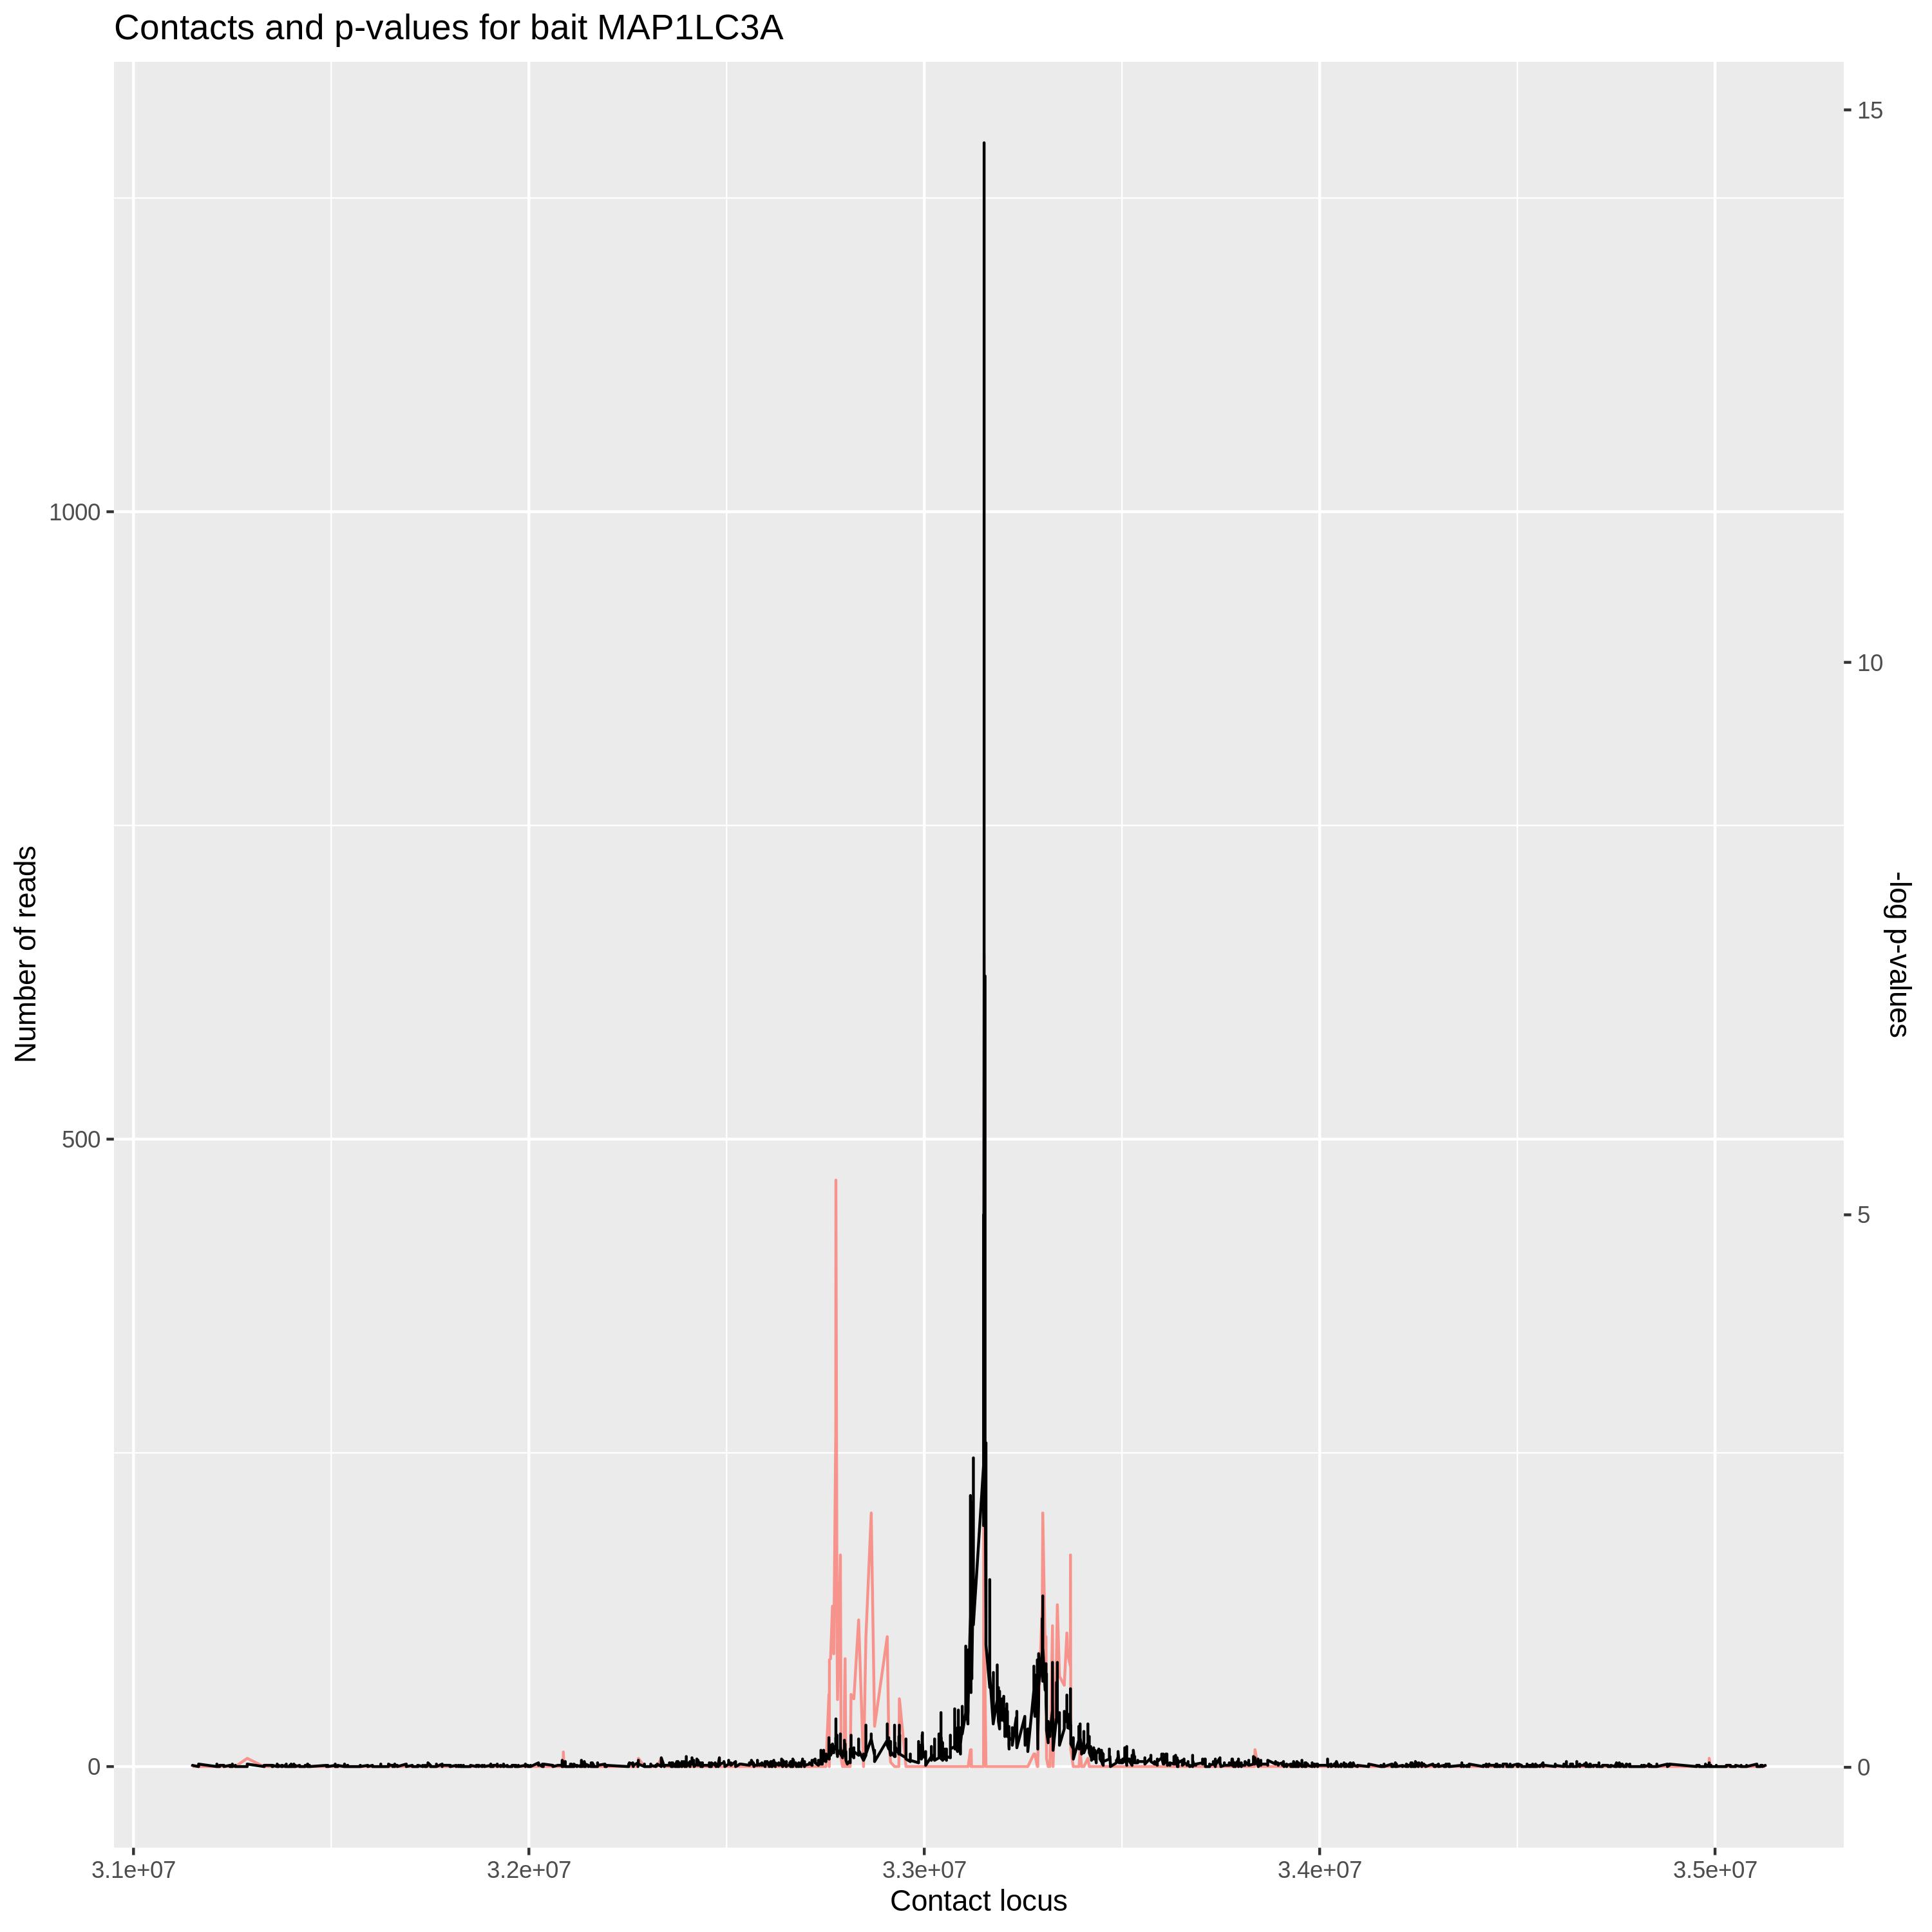 Contacts and p-values for bait MAP1LC3A
15
1000
10
Number of reads
-log p-values
500
5
0
0
3.1e+07
3.2e+07
3.3e+07
3.4e+07
3.5e+07
Contact locus